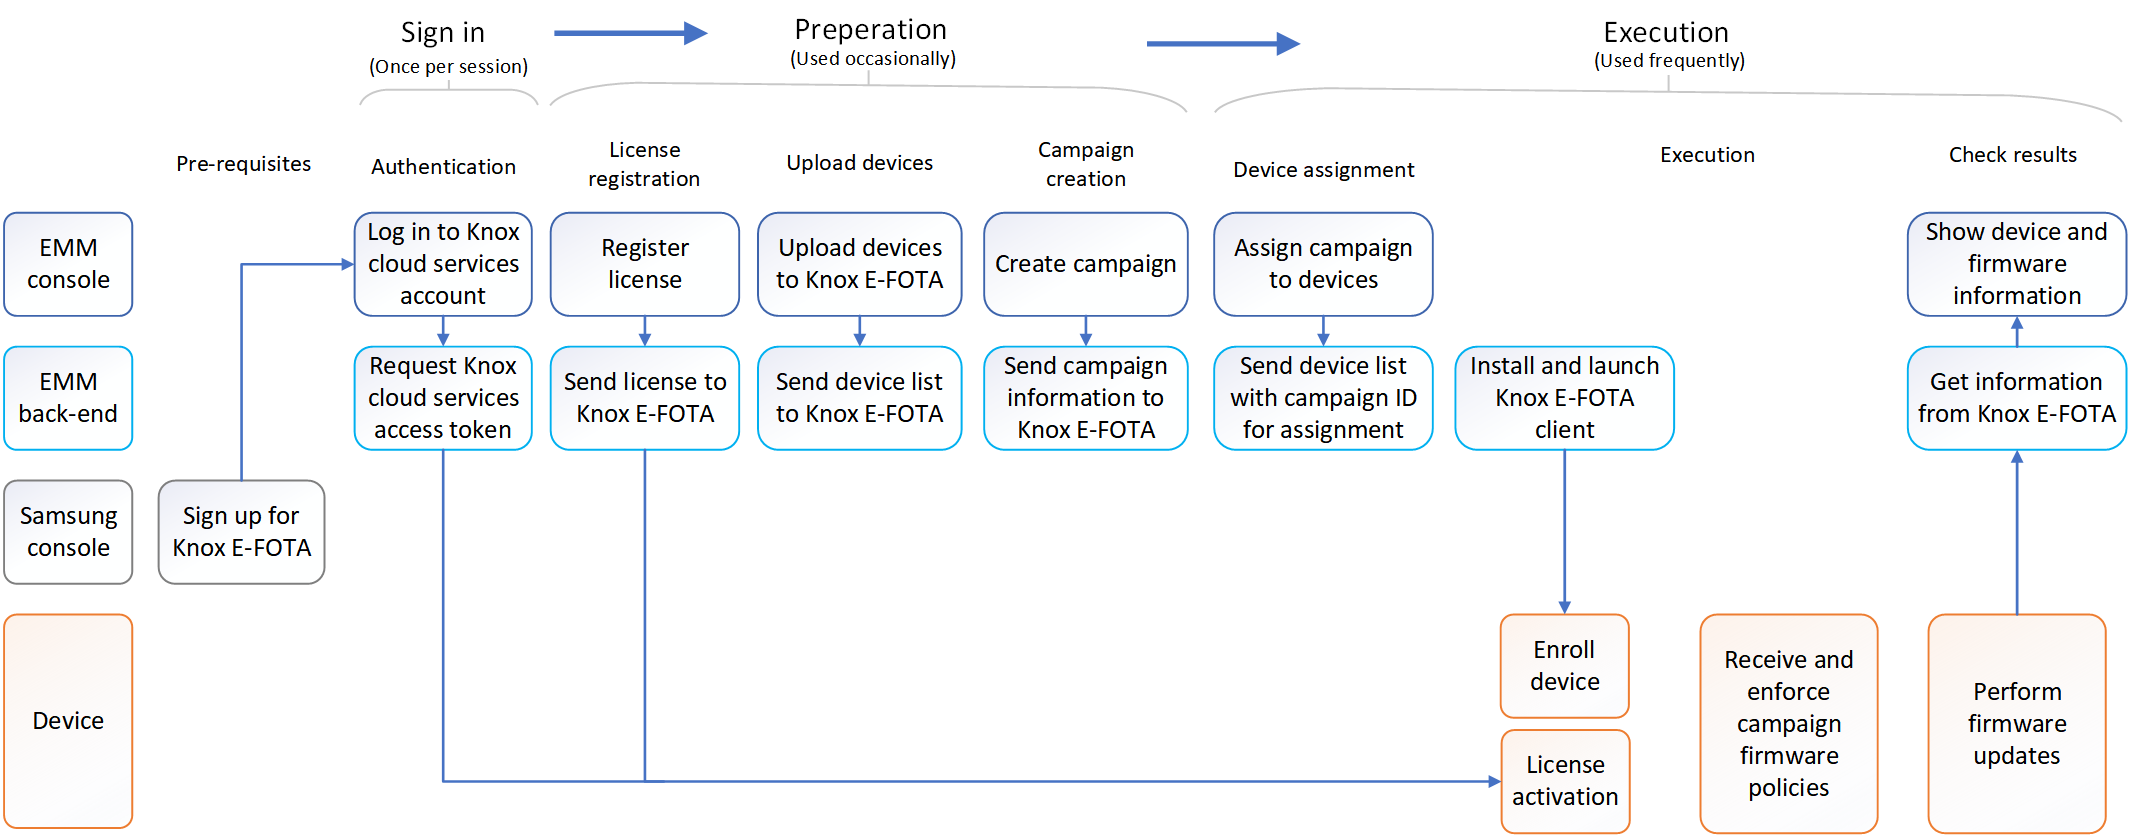 Sign in
(Once per session)
Preperation
(Used occasionally)
Execution
(Used frequently)
Pre-requisites
Authentication
License
registration
Upload devices
Campaign
creation
Device assignment
Execution
Check results
EMM
console
Log in to Knox
cloud services
account
Register
license
Upload devices
to Knox E-FOTA
Create campaign
Assign campaign
to devices
Show device and
firmware
information
EMM
back-end
Request Knox
cloud services
access token
Send license to
Knox E-FOTA
Send device list
to Knox E-FOTA
Send campaign
information to
Knox E-FOTA
Send device list
with campaign ID
for assignment
Install and launch
Knox E-FOTA
client
Get information
from Knox E-FOTA
Samsung
console
Sign up for
Knox E-FOTA
Device
Enroll
device
License
activation
Receive and
enforce
campaign
firmware
policies
Perform
firmware
updates